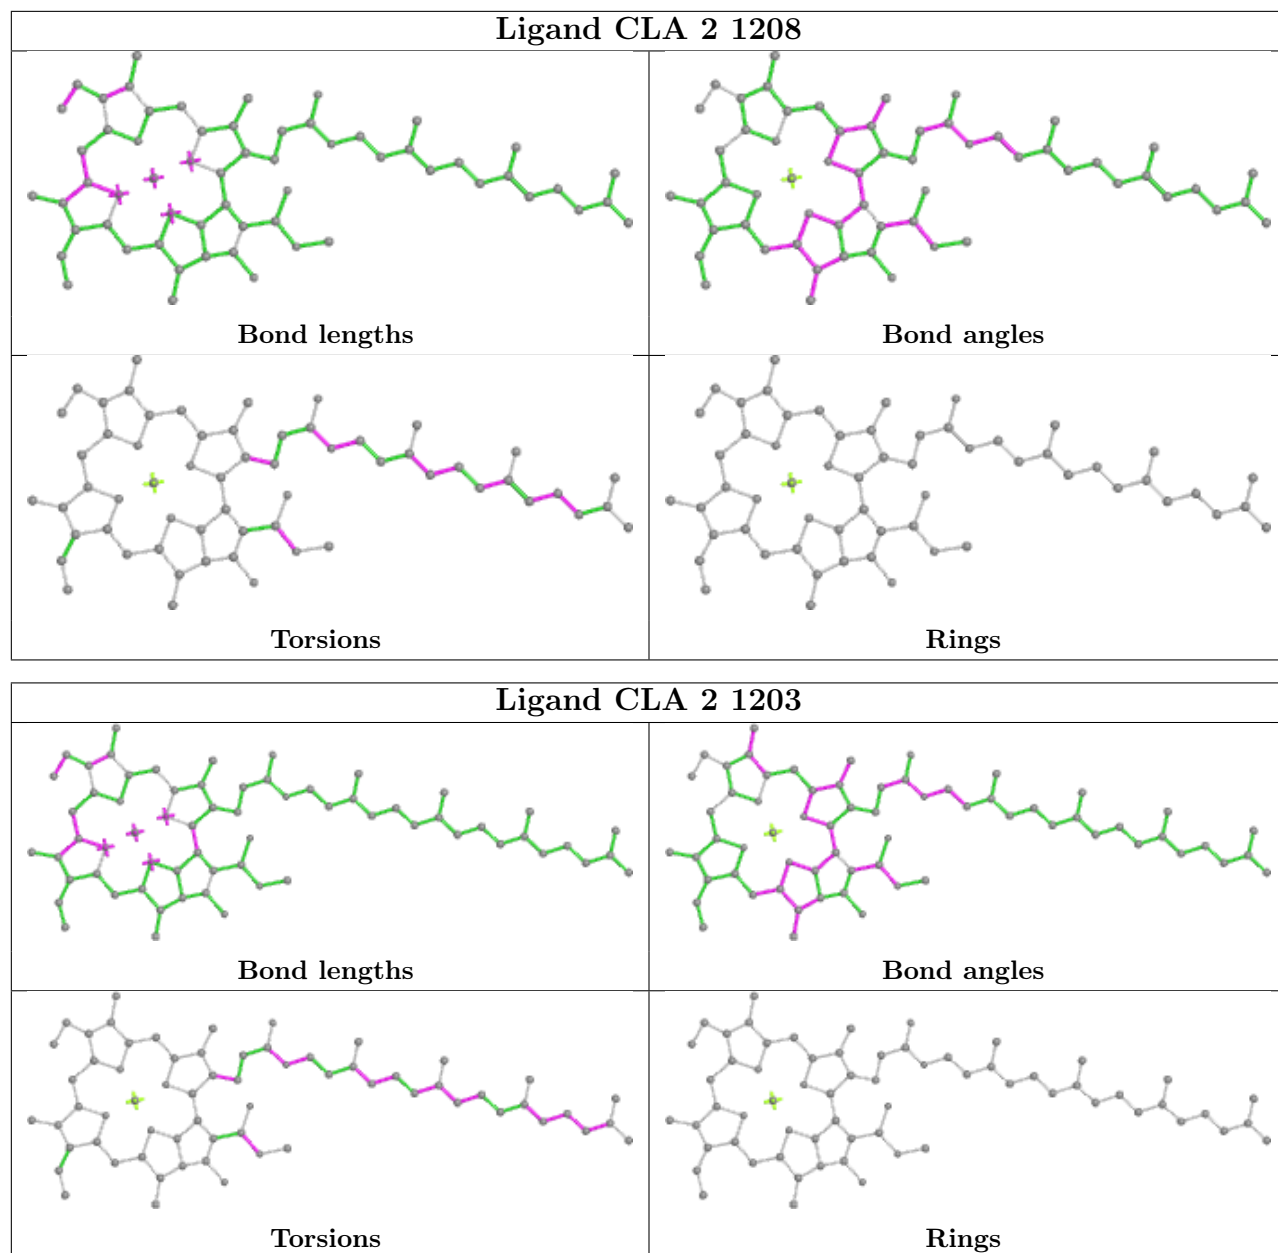 Ligand CLA 2 1208
Bond lengths
Bond angles
Torsions
Rings
Ligand CLA 2 1203
Bond lengths
Bond angles
Torsions
Rings